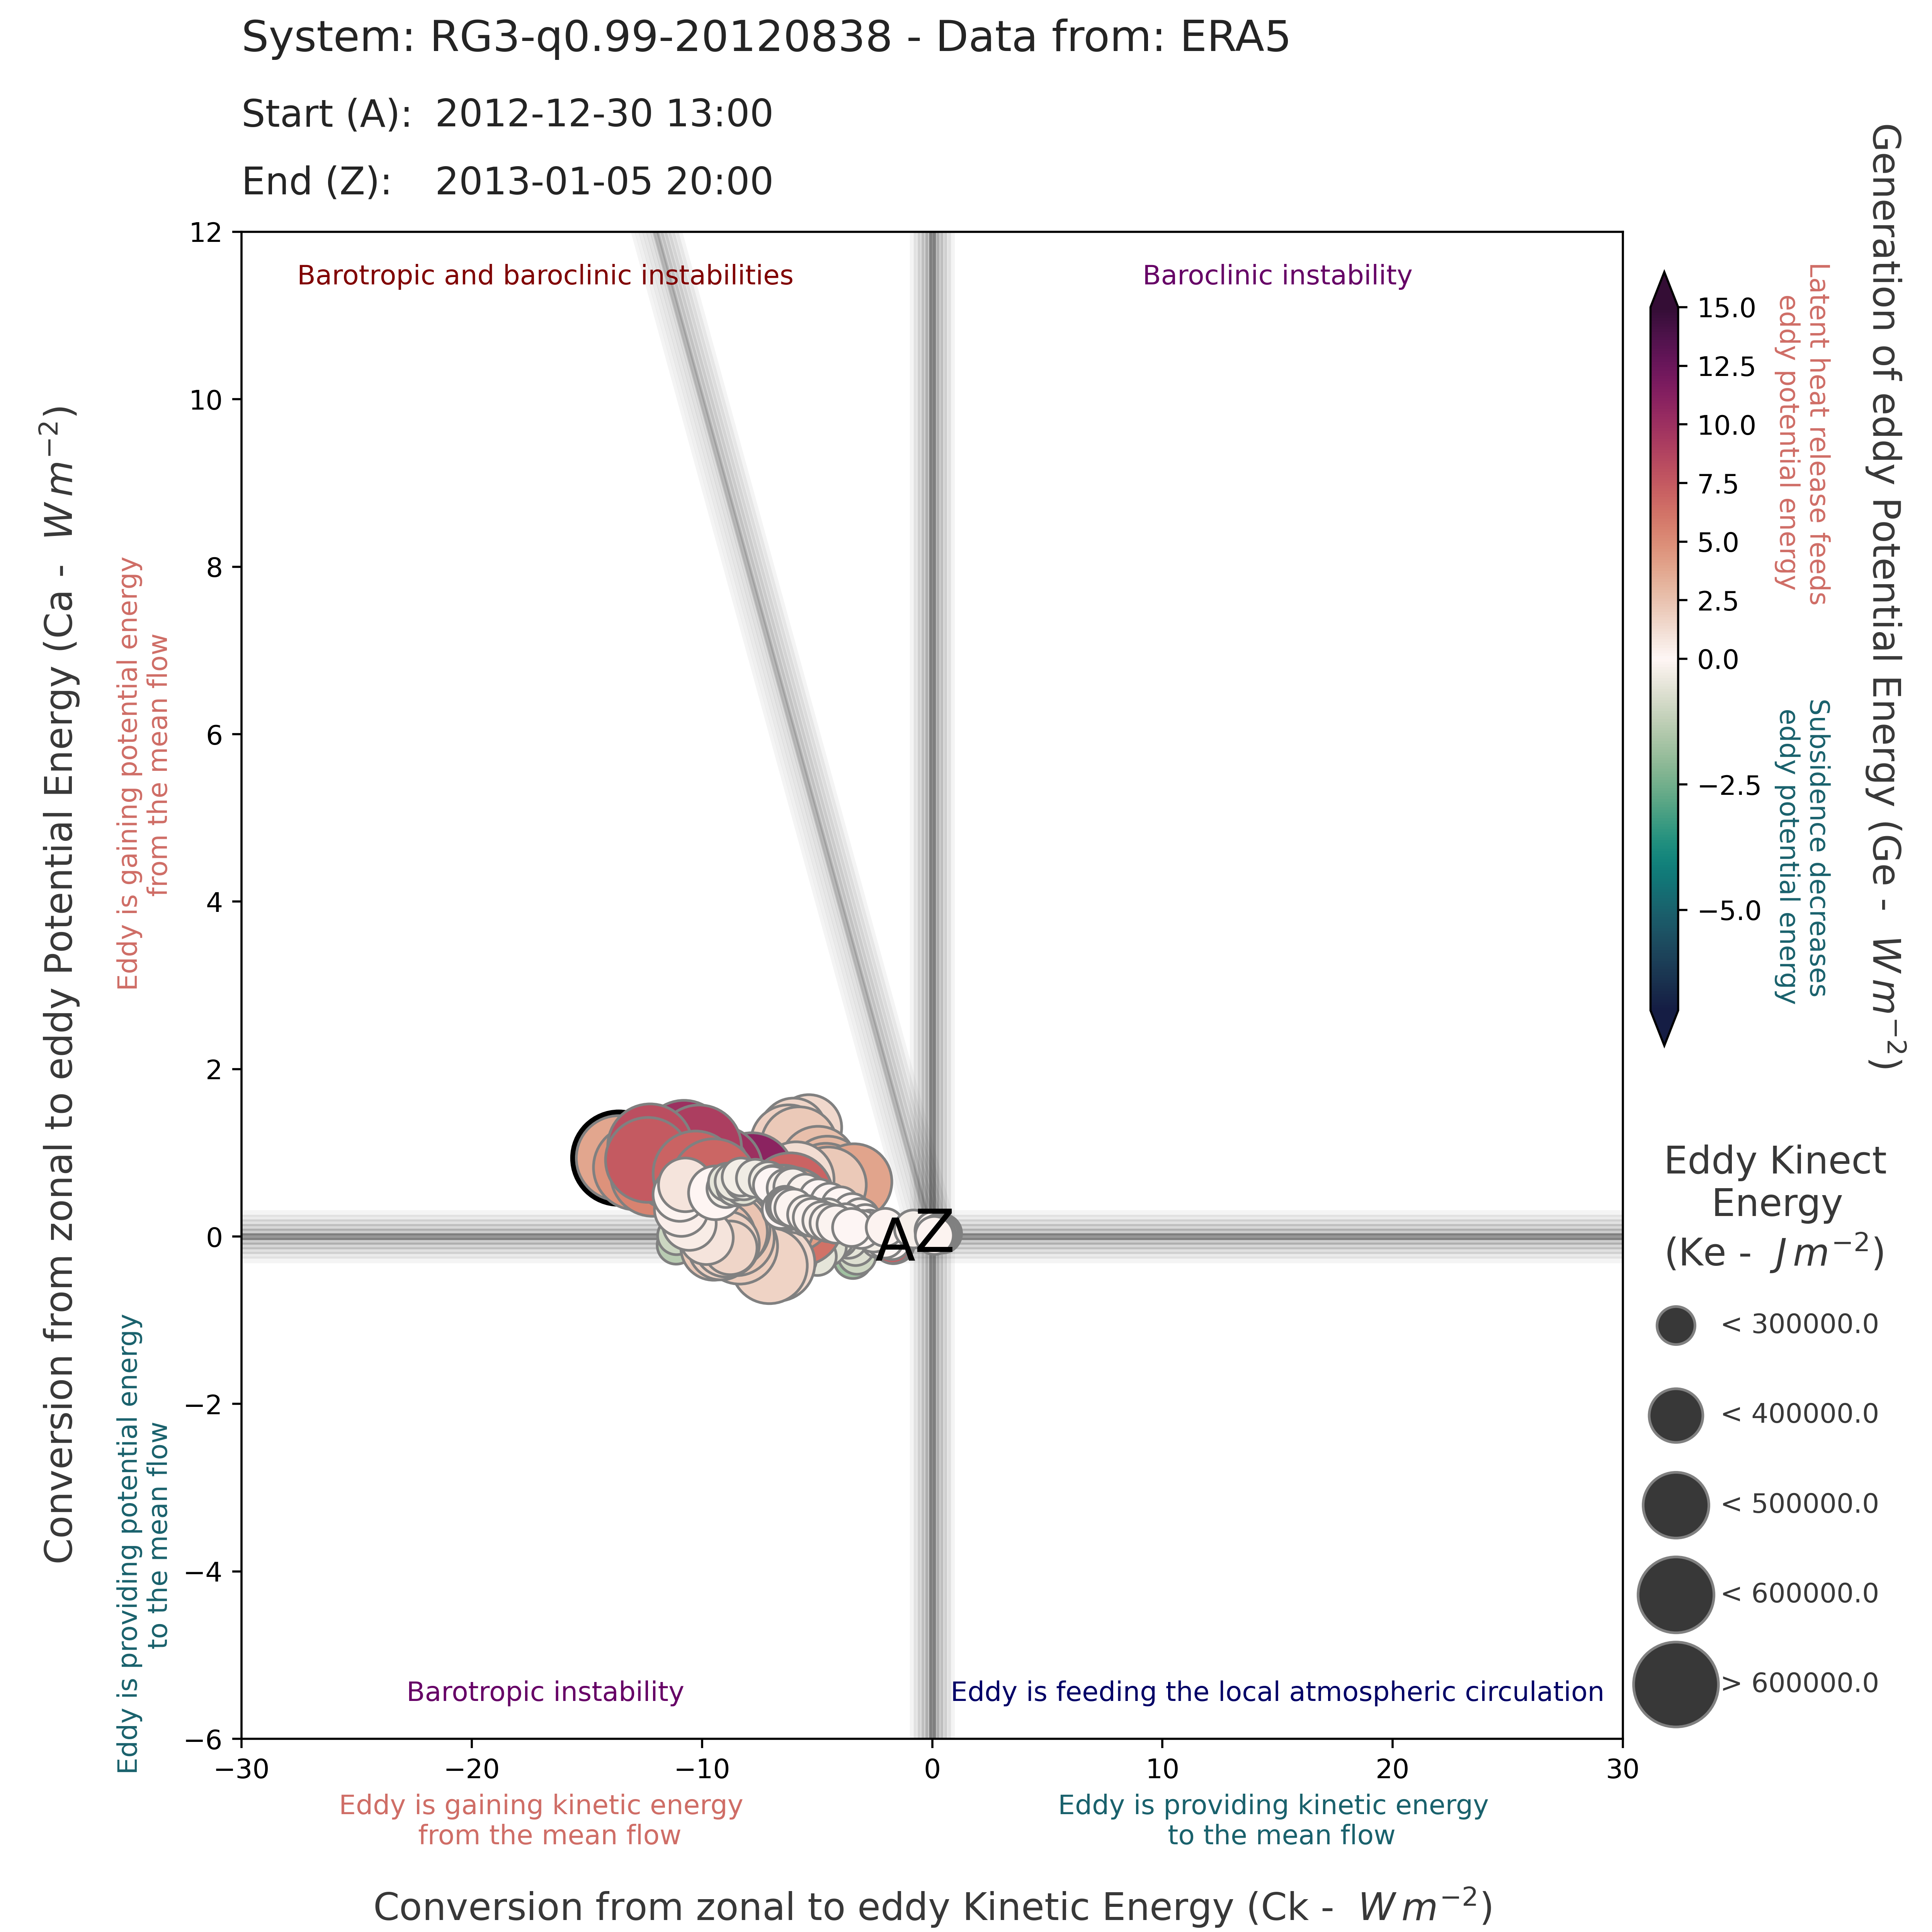 System: RG3-q0.99-20120838 - Data from: ERA5
Start (A): 2012-12-30 13:00
End (Z): 2013-01-05 20:00
Conversion from zonal to eddy Potential Energy (Ca - W m⁻²)
Eddy is gaining potential energy
from the mean flow
Eddy is providing potential energy
to the mean flow
12
10
8
6
4
2
0
−2
−4
−6
Barotropic and baroclinic instabilities
Baroclinic instability
A
Z
Barotropic instability
Eddy is feeding the local atmospheric circulation
−30
−20
−10
0
10
20
30
Eddy is gaining kinetic energy
from the mean flow
Eddy is providing kinetic energy
to the mean flow
Conversion from zonal to eddy Kinetic Energy (Ck - W m⁻²)
15.0
12.5
10.0
7.5
5.0
2.5
0.0
−2.5
−5.0
Latent heat release feeds
eddy potential energy
Subsidence decreases
eddy potential energy
Generation of eddy Potential Energy (Ge - W m⁻²)
Eddy Kinect
Energy
(Ke - J m⁻²)
< 300000.0
< 400000.0
< 500000.0
< 600000.0
> 600000.0